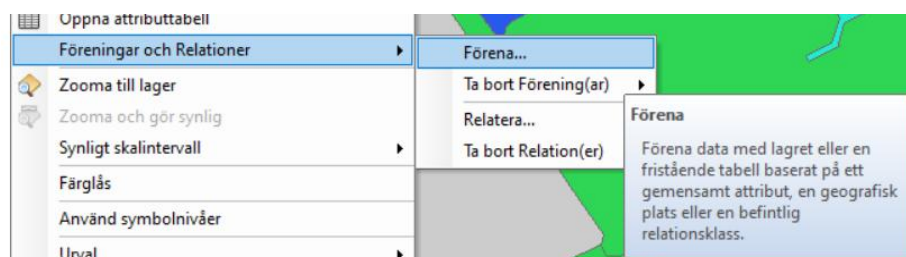 Öppna attributtabell
Föreningar och Relationer
Zooma till lager
Zooma och gör synlig
Synligt skalintervall
Färglås
Använd symbolnivåer
Urval
Förena...
Ta bort Förening(ar)
Relatera...
Ta bort Relation(er)
Förena
Förena data med lagret eller en
fristående tabell baserat på ett
gemensamt attribut, en geografisk
plats eller en befintlig
relationsklass.